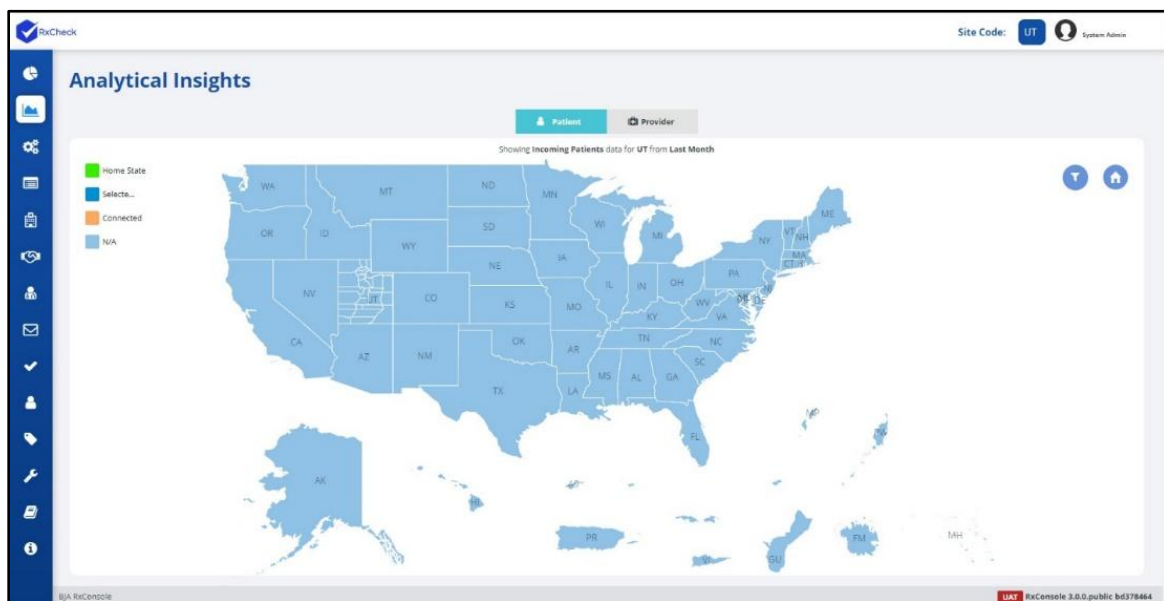 RxCheck
Site Code: UT System Admin
Analytical Insights
Patient Provider
Showing Incoming Patients data for UT from Last Month
Home State
Selecte...
Connected
N/A
WA MT ND MN ME
OR ID SD WI MI VT NH
WY NY MA
NE IA CT
NV UT CO IL IN OH PA
KS MO WV
CA KY VA
OK TN NC
AZ NM AR SC
MS AL GA
TX LA
FL
MP
AK HI
PR VI GU FM MH
BJA RxConsole
UAT RxConsole 3.0.0.public bd378464